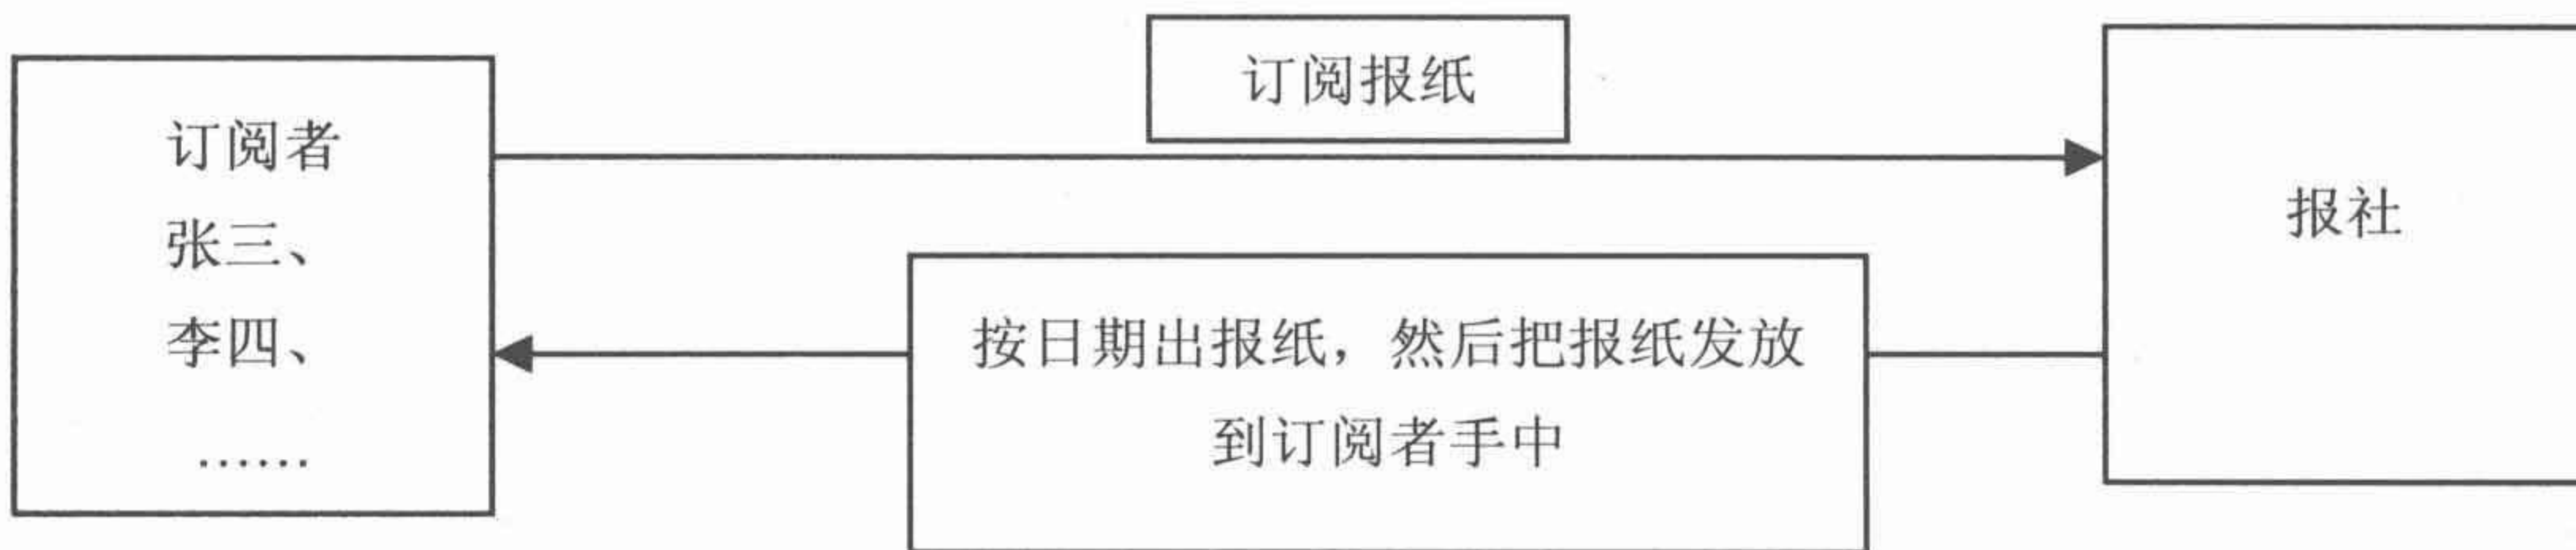 订阅报纸
订阅者
张三、
李四、
……
报社
按日期出报纸，然后把报纸发放
到订阅者手中